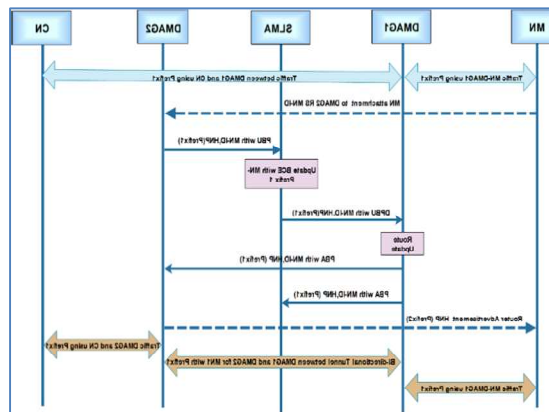 MN
DMAG1
SLMA
DMAG2
CN
Traffic MN-DMAG1 using Prefix1
Traffic between DMAG1 and CN using Prefix1
MN attachment to DMAG2 RS MN-ID
PBU with MN-ID,HNP(Prefix1)
Update BCE with MN-
Prefix 1
DPBU with MN-ID,HNP(Prefix1)
Route
Update
PBA with MN-ID,HNP (Prefix1)
PBA with MN-ID,HNP (Prefix1)
Router Advertisement HNP (Prefix2)
Traffic DMAG2 and CN using Prefix1
Bi-directional Tunnel between DMAG1 and DMAG2 for MN1 with Prefix1
Traffic MN-DMAG1 using Prefix1